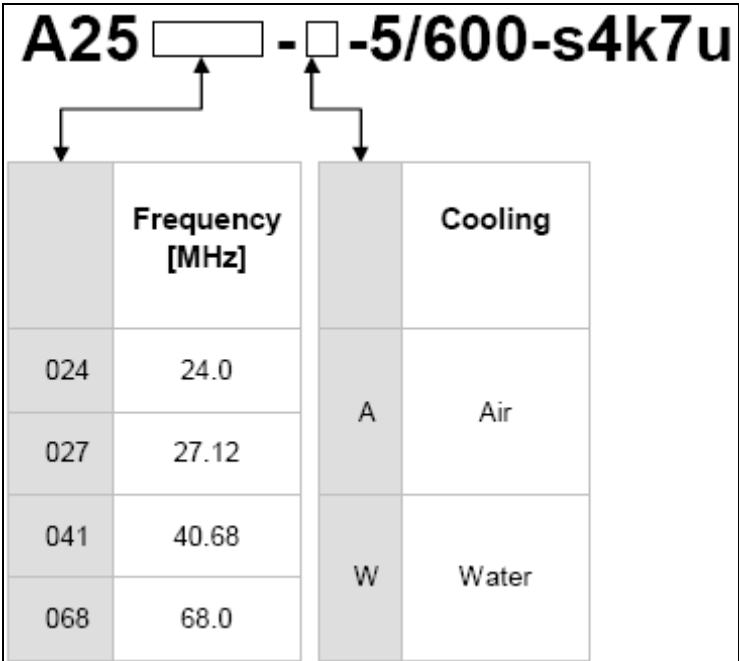 A25 - -5/600-s4k7u
Frequency [MHz]
024 24.0
027 27.12
041 40.68
068 68.0
Cooling
A Air
W Water